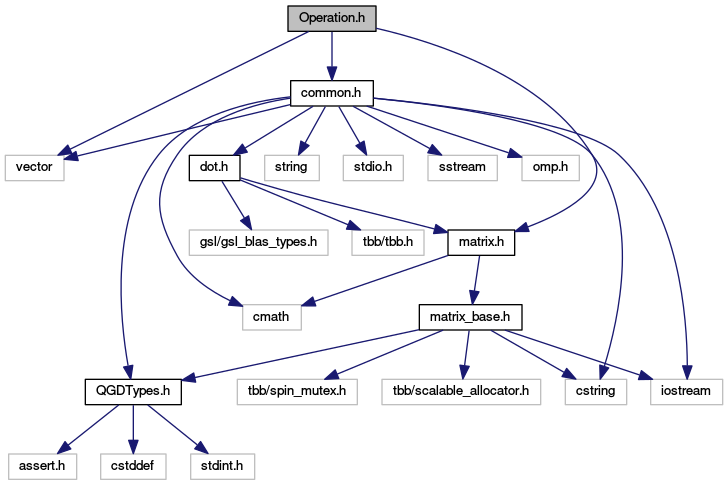 Operation.h
common.h
vector
dot.h
string
stdio.h
sstream
omp.h
gsl/gsl_blas_types.h
tbb/tbb.h
matrix.h
cmath
matrix_base.h
QGDTypes.h
tbb/spin_mutex.h
tbb/scalable_allocator.h
cstring
iostream
assert.h
cstddef
stdint.h